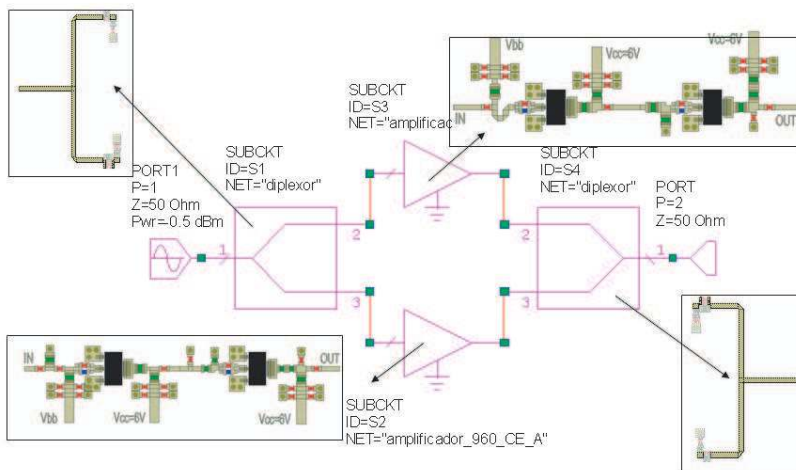 Vbb
Vcc=6V
Vcc=6V
IN
OUT
SUBCKT
ID=S3
NET="amplificac
PORT1
P=1
Z=50 Ohm
Pwr=-0.5 dBm
SUBCKT
ID=S1
NET="diplexor"
SUBCKT
ID=S4
NET="diplexor"
PORT
P=2
Z=50 Ohm
1
2
3
2
3
1
IN
OUT
Vbb
Vcc=6V
Vcc=6V
SUBCKT
ID=S2
NET="amplificador_960_CE_A"